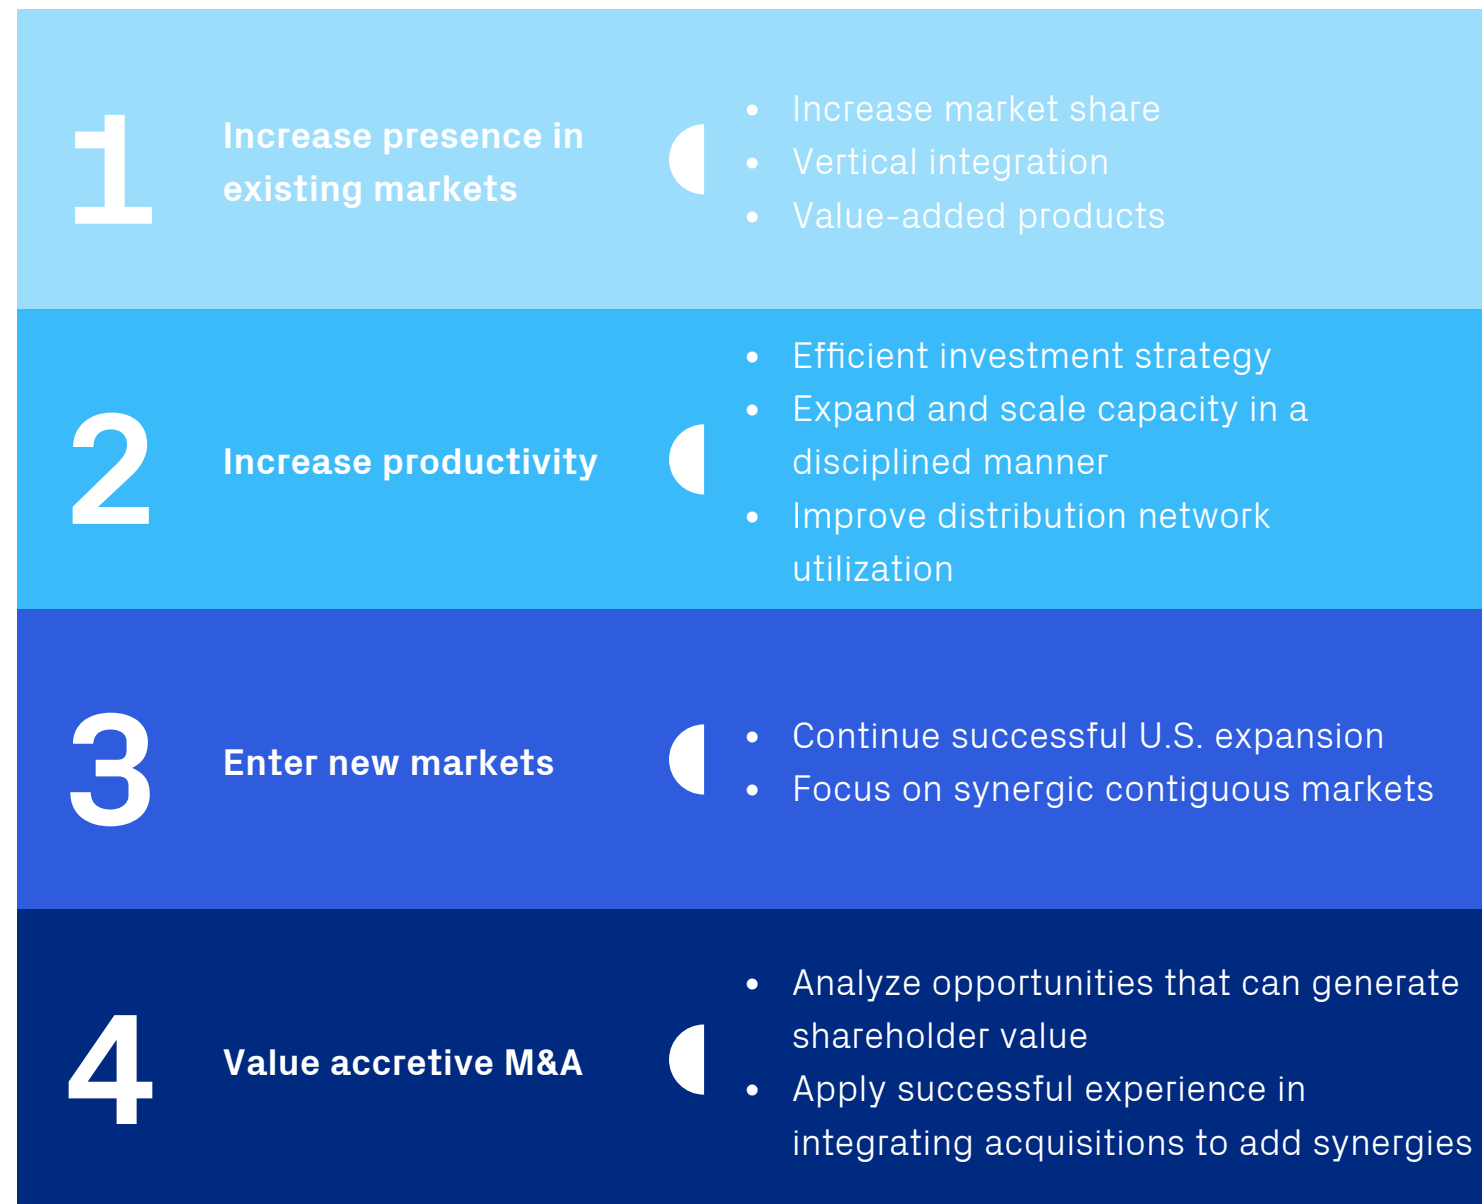 1
Increase presence in
existing markets
• Increase market share
• Vertical integration
• Value-added products
2
Increase productivity
• Efficient investment strategy
• Expand and scale capacity in a
disciplined manner
• Improve distribution network
utilization
3
Enter new markets
• Continue successful U.S. expansion
• Focus on synergic contiguous markets
4
Value accretive M&A
• Analyze opportunities that can generate
shareholder value
• Apply successful experience in
integrating acquisitions to add synergies